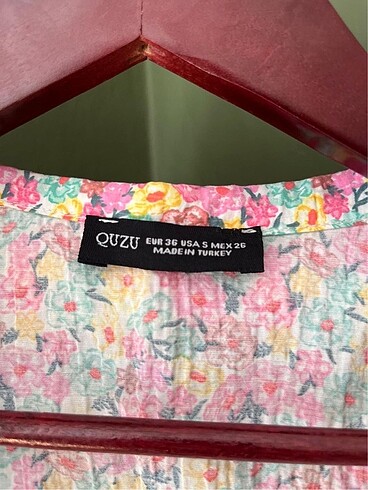 QUZU EUR 36 USA S MEX 26
MADE IN TURKEY